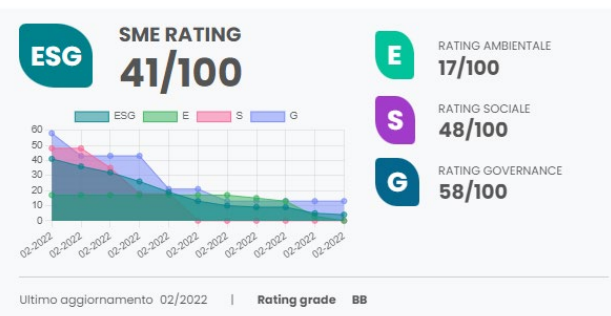 ESG
SME RATING
41/100
ESG E S G
60
50
40
30
20
10
0
02-2022 02-2022 02-2022 02-2022 02-2022 02-2022 02-2022 02-2022 02-2022 02-2022 02-2022
E
RATING AMBIENTALE
17/100
S
RATING SOCIALE
48/100
G
RATING GOVERNANCE
58/100
Ultimo aggiornamento 02/2022 | Rating grade BB